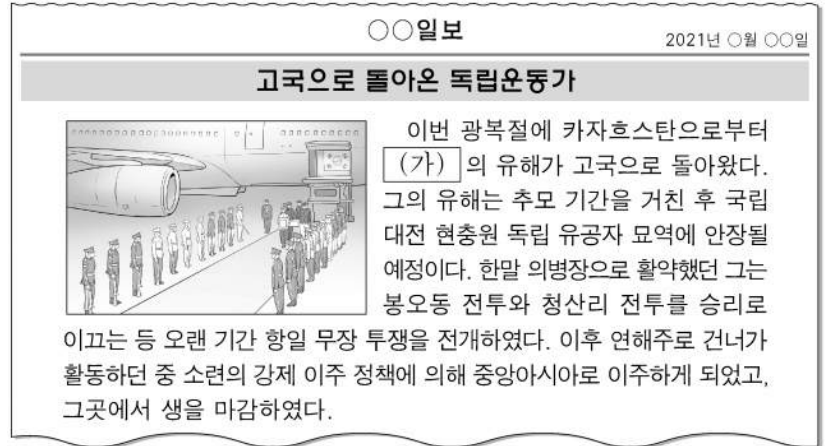 ○○일보
2021년 ○월 ○○일
고국으로 돌아온 독립운동가
이번 광복절에 카자흐스탄으로부터
(가) 의 유해가 고국으로 돌아왔다.
그의 유해는 추모 기간을 거친 후 국립
대전 현충원 독립 유공자 묘역에 안장될
예정이다. 한말 의병장으로 활약했던 그는
봉오동 전투와 청산리 전투를 승리로
이끄는 등 오랜 기간 항일 무장 투쟁을 전개하였다. 이후 연해주로 건너가
활동하던 중 소련의 강제 이주 정책에 의해 중앙아시아로 이주하게 되었고,
그곳에서 생을 마감하였다.